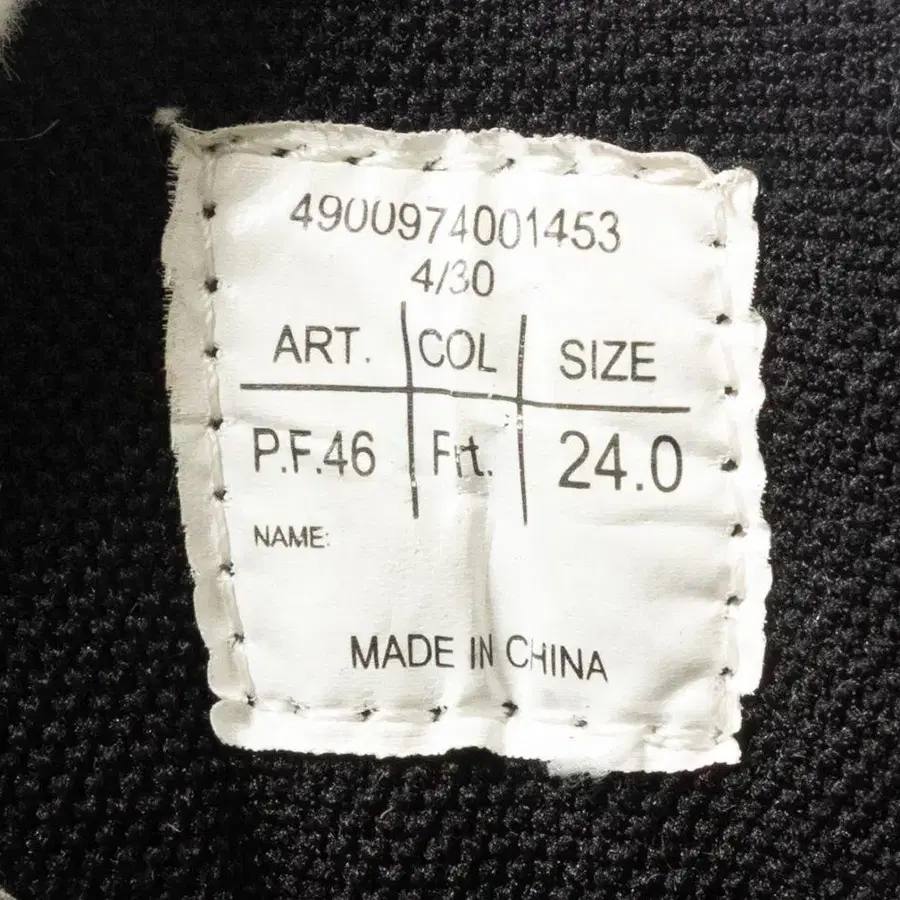 4900974001453
4/30
ART. COL SIZE
P.F.46 Frt. 24.0
NAME:
MADE IN CHINA